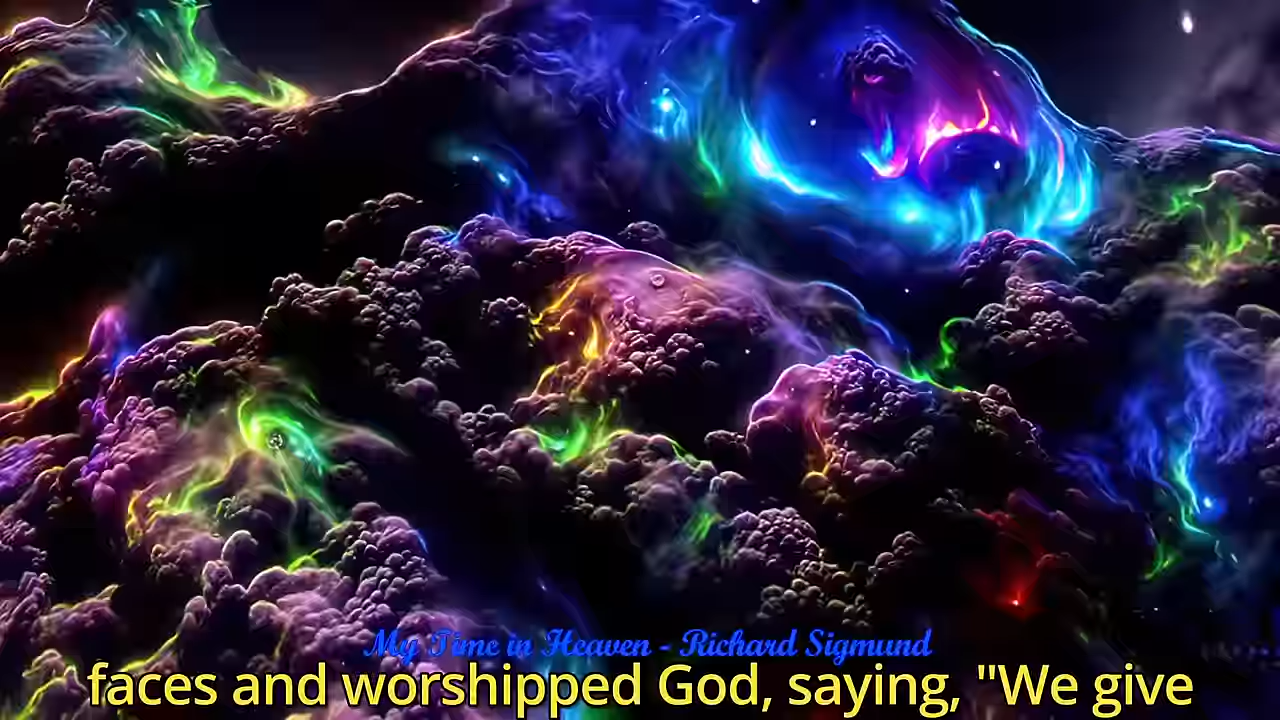 My Time in Heaven - Richard Sigmund
faces and worshipped God, saying, "We give